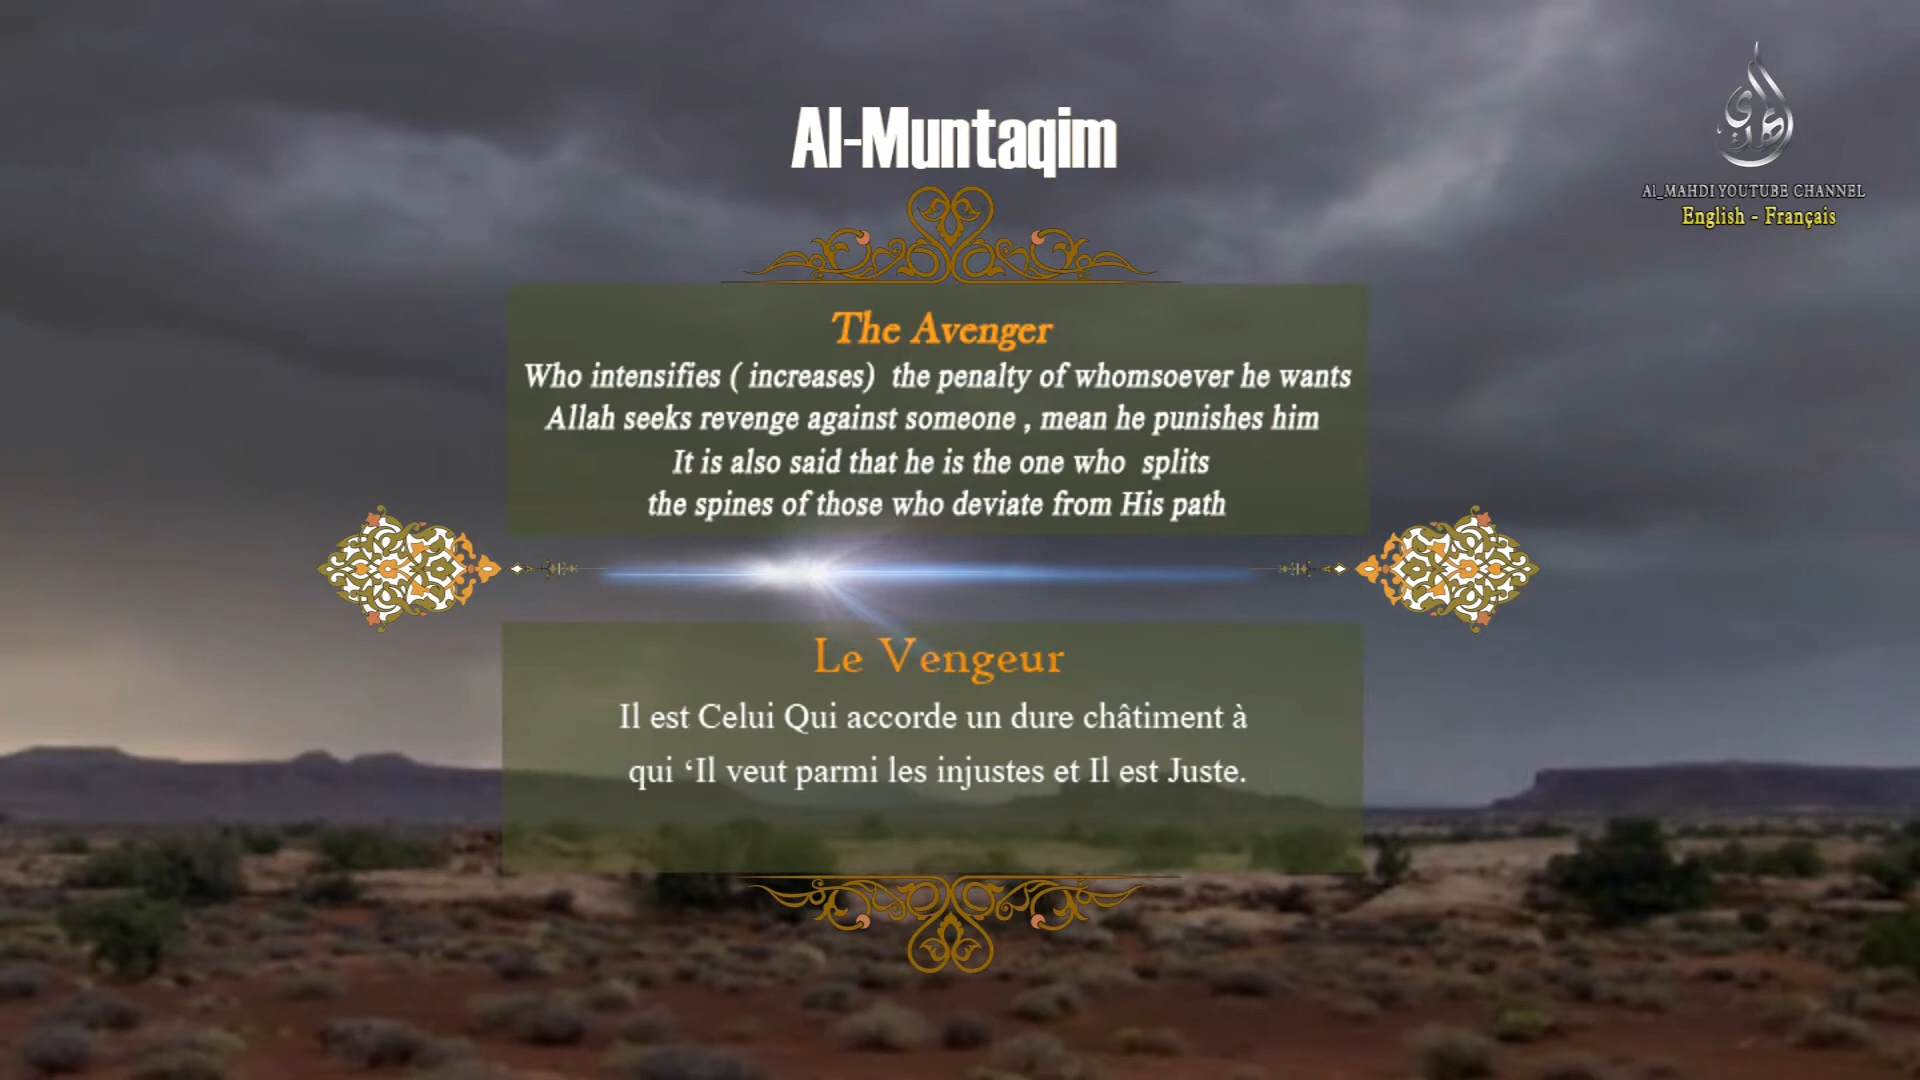 Al-Muntaqim
Al_MAHDI YOUTUBE CHANNEL
English - Français
The Avenger
Who intensifies ( increases) the penalty of whomsoever he wants
Allah seeks revenge against someone , mean he punishes him
It is also said that he is the one who splits
the spines of those who deviate from His path
Le Vengeur
Il est Celui Qui accorde un dure châtiment à
qui ‘Il veut parmi les injustes et Il est Juste.